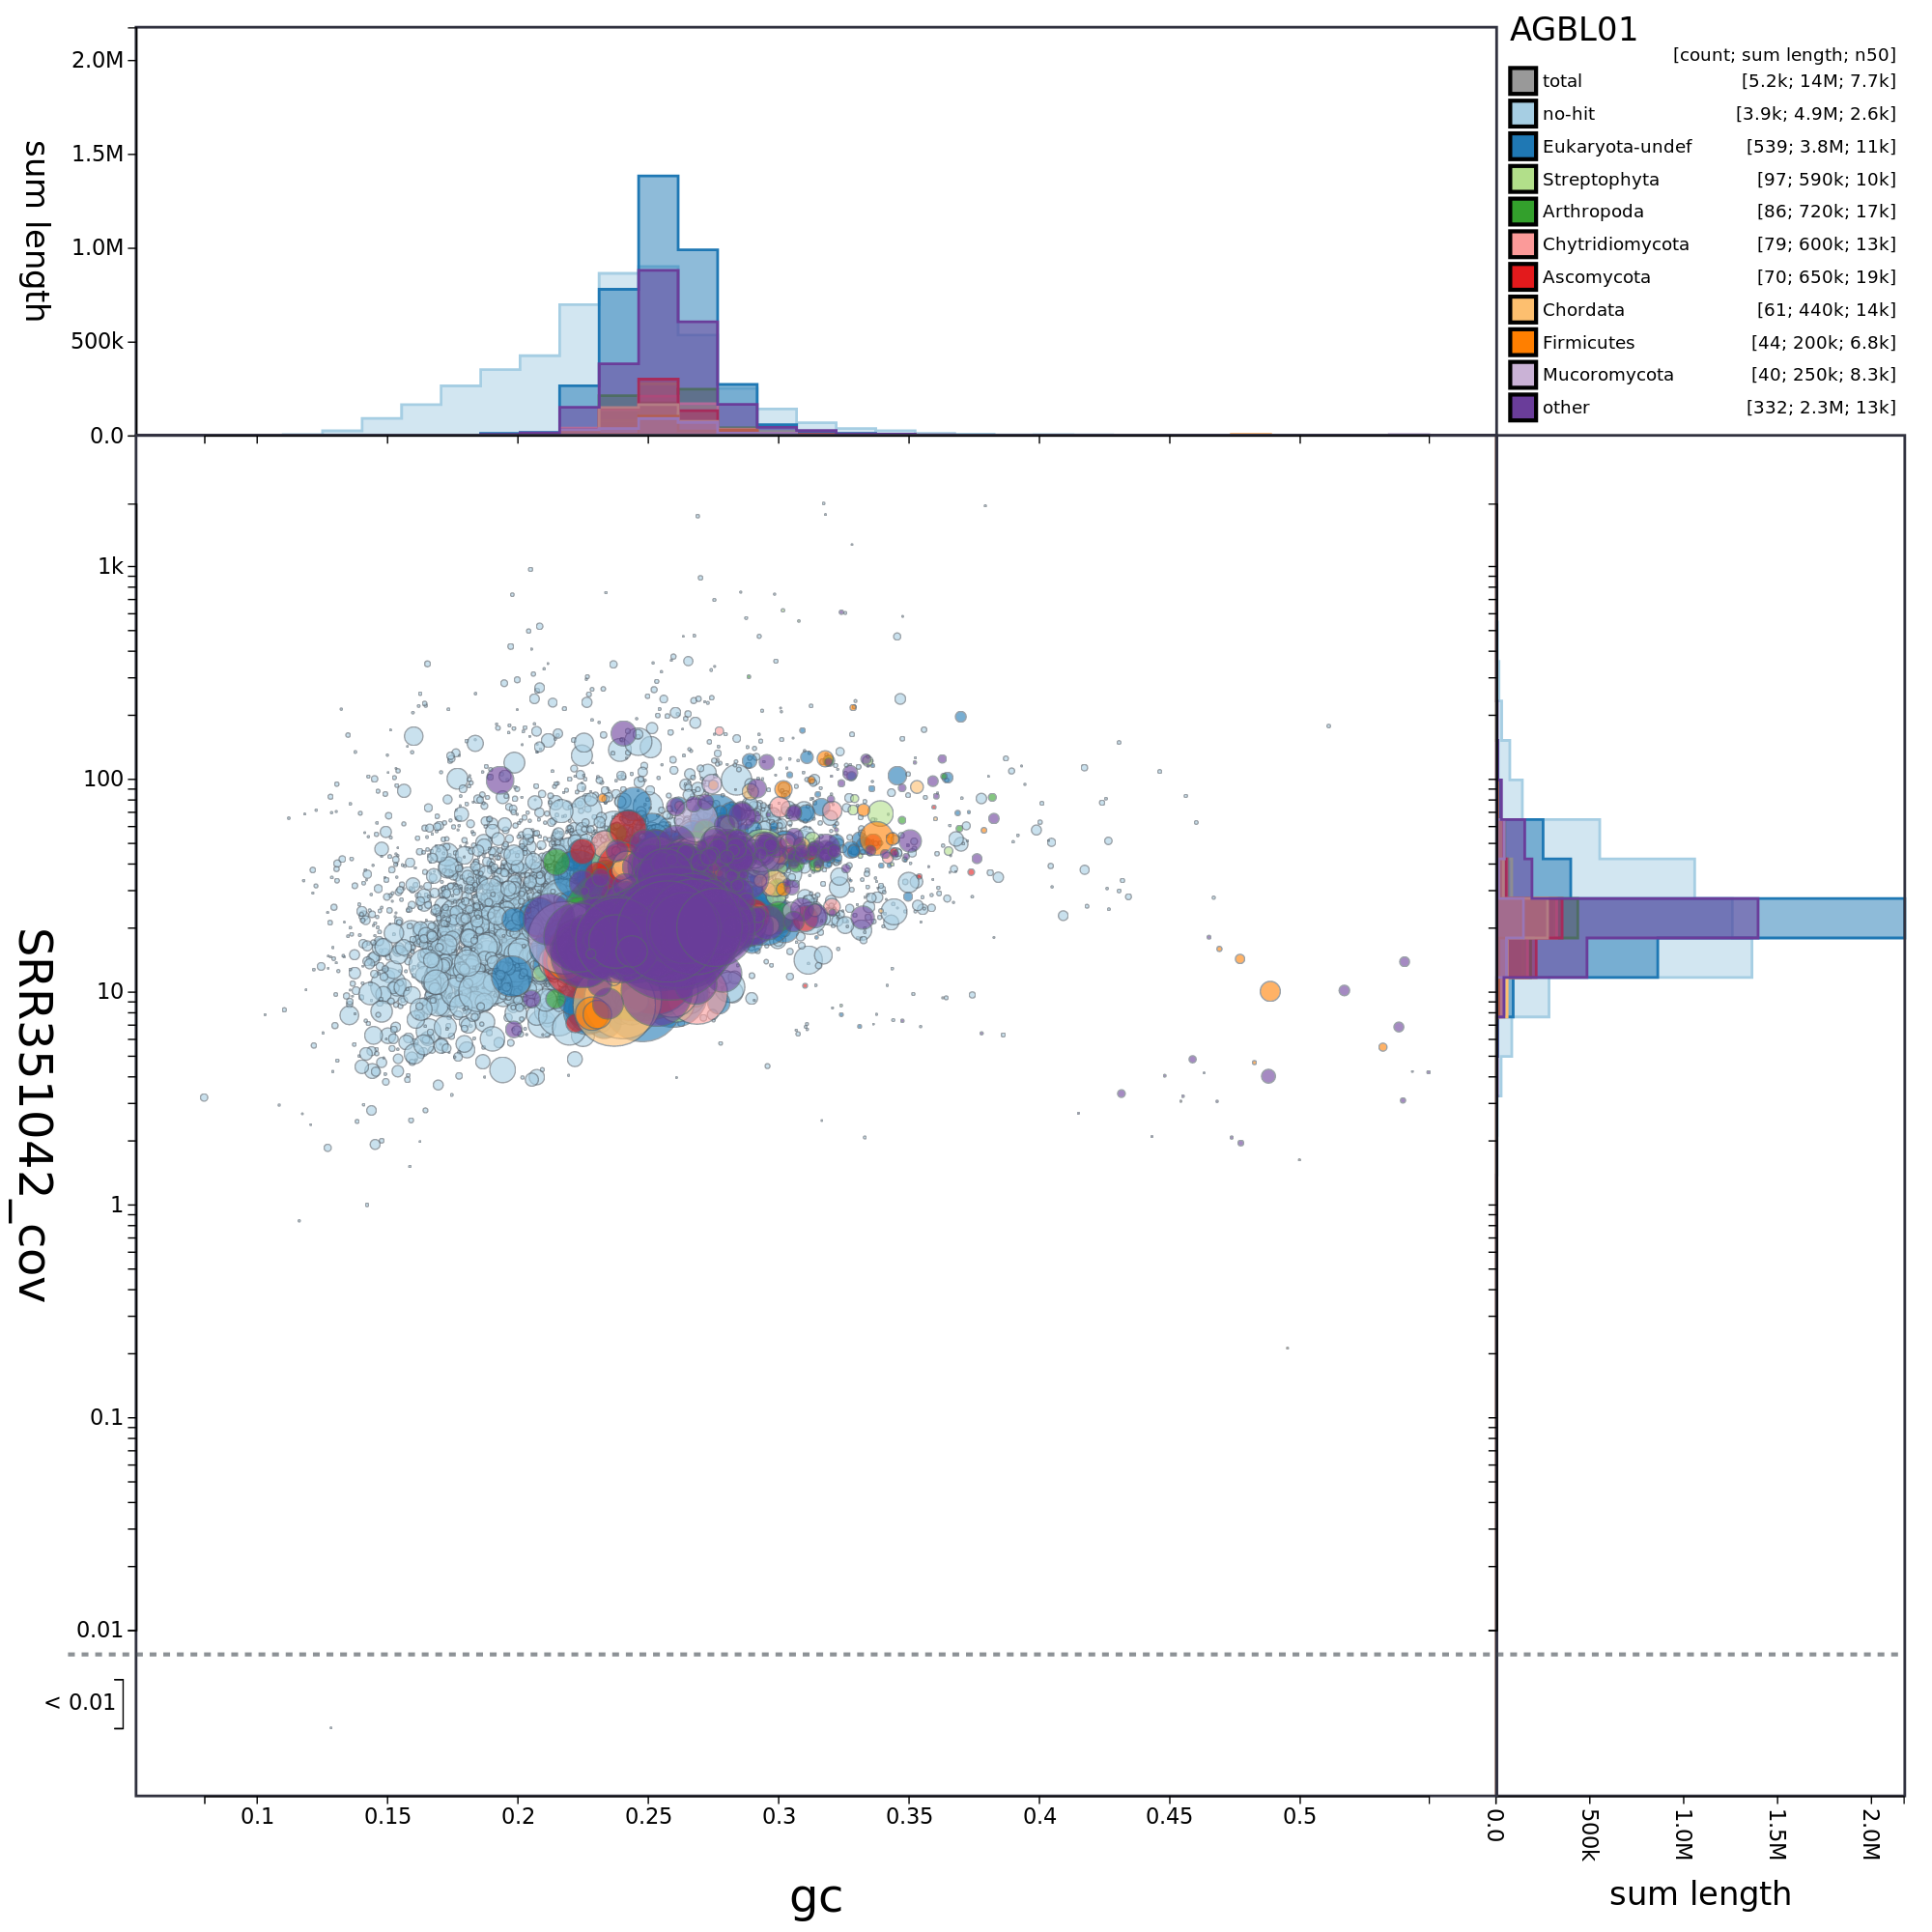 AGBL01
[count; sum length; n50]
total [5.2k; 14M; 7.7k]
no-hit [3.9k; 4.9M; 2.6k]
Eukaryota-undef [539; 3.8M; 11k]
Streptophyta [97; 590k; 10k]
Arthropoda [86; 720k; 17k]
Chytridiomycota [79; 600k; 13k]
Ascomycota [70; 650k; 19k]
Chordata [61; 440k; 14k]
Firmicutes [44; 200k; 6.8k]
Mucoromycota [40; 250k; 8.3k]
other [332; 2.3M; 13k]
sum length
2.0M
1.5M
1.0M
500k
0.0
SRR351042_cov
1k
100
10
1
0.1
0.01
< 0.01
0.1 0.15 0.2 0.25 0.3 0.35 0.4 0.45 0.5
gc
0.0 500k 1.0M 1.5M 2.0M
sum length